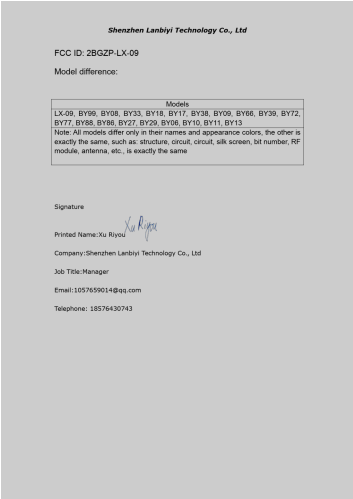 Shenzhen Lanbiyi Technology Co., Ltd
FCC ID: 2BGZP-LX-09
Model difference:
Models
LX-09, BY99, BY08, BY33, BY18, BY17, BY38, BY09, BY66, BY39, BY72,
BY77, BY88, BY86, BY27, BY29, BY06, BY10, BY11, BY13
Note: All models differ only in their names and appearance colors, the other is
exactly the same, such as: structure, circuit, circuit, silk screen, bit number, RF
module, antenna, etc., is exactly the same
Signature
Xu Riyou
Printed Name:Xu Riyou
Company:Shenzhen Lanbiyi Technology Co., Ltd
Job Title:Manager
Email:1057659014@qq.com
Telephone: 18576430743